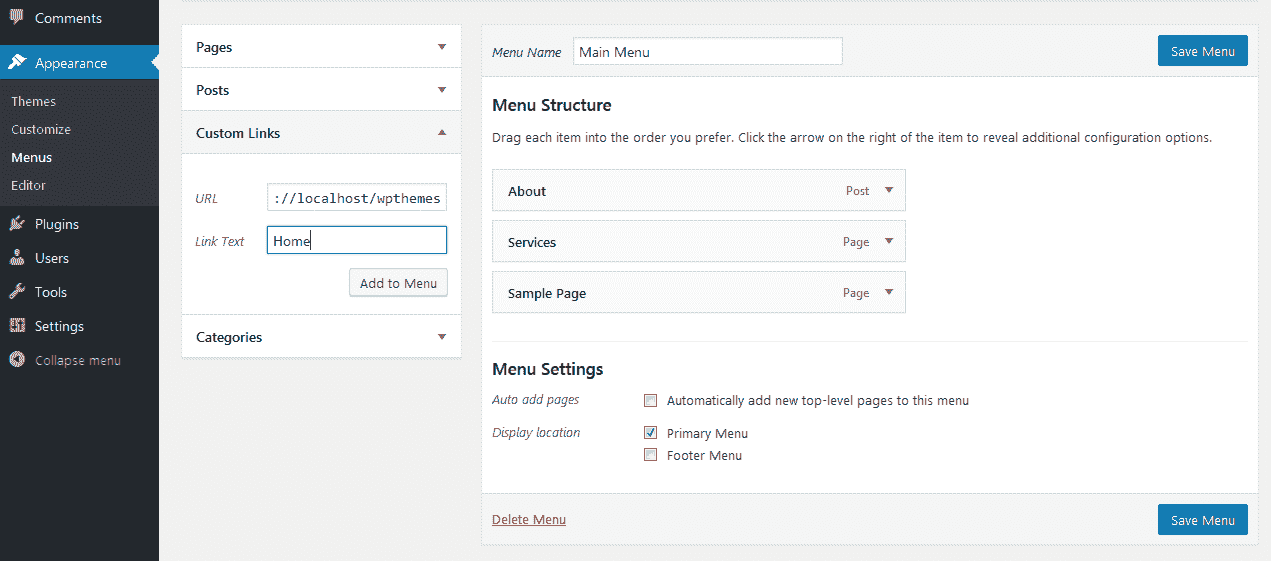 Comments
Appearance
Themes
Customize
Menus
Editor
Plugins
Users
Tools
Settings
Collapse menu
Pages
Posts
Custom Links
URL ://localhost/wpthemes
Link Text Home
Add to Menu
Categories
Menu Name Main Menu Save Menu
Menu Structure
Drag each item into the order you prefer. Click the arrow on the right of the item to reveal additional configuration options.
About Post
Services Page
Sample Page Page
Menu Settings
Auto add pages Automatically add new top-level pages to this menu
Display location Primary Menu
Footer Menu
Delete Menu Save Menu